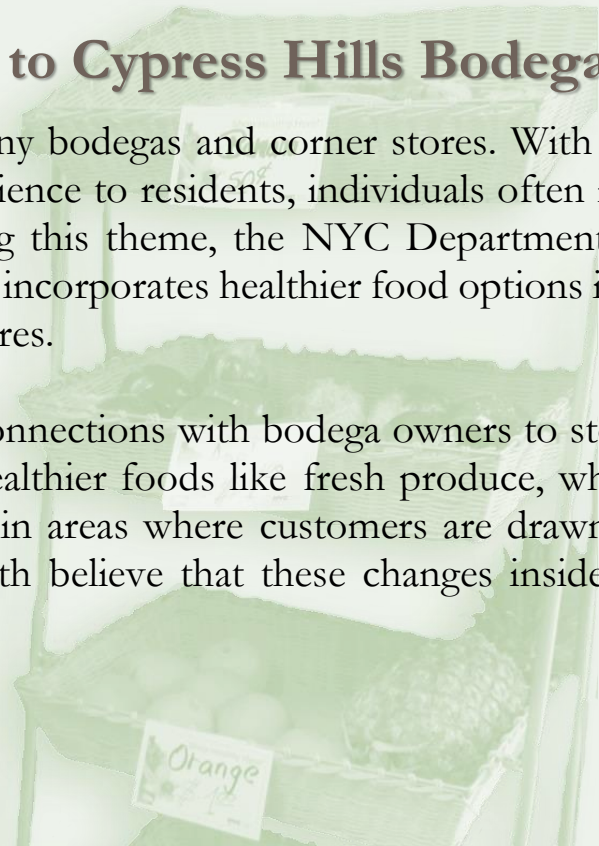 to Cypress Hills Bodega
ny bodegas and corner stores. With
ience to residents, individuals often
g this theme, the NYC Department
incorporates healthier food options i
res.
onnections with bodega owners to st
ealthier foods like fresh produce, wh
in areas where customers are drawn
th believe that these changes inside
50¢
Orange